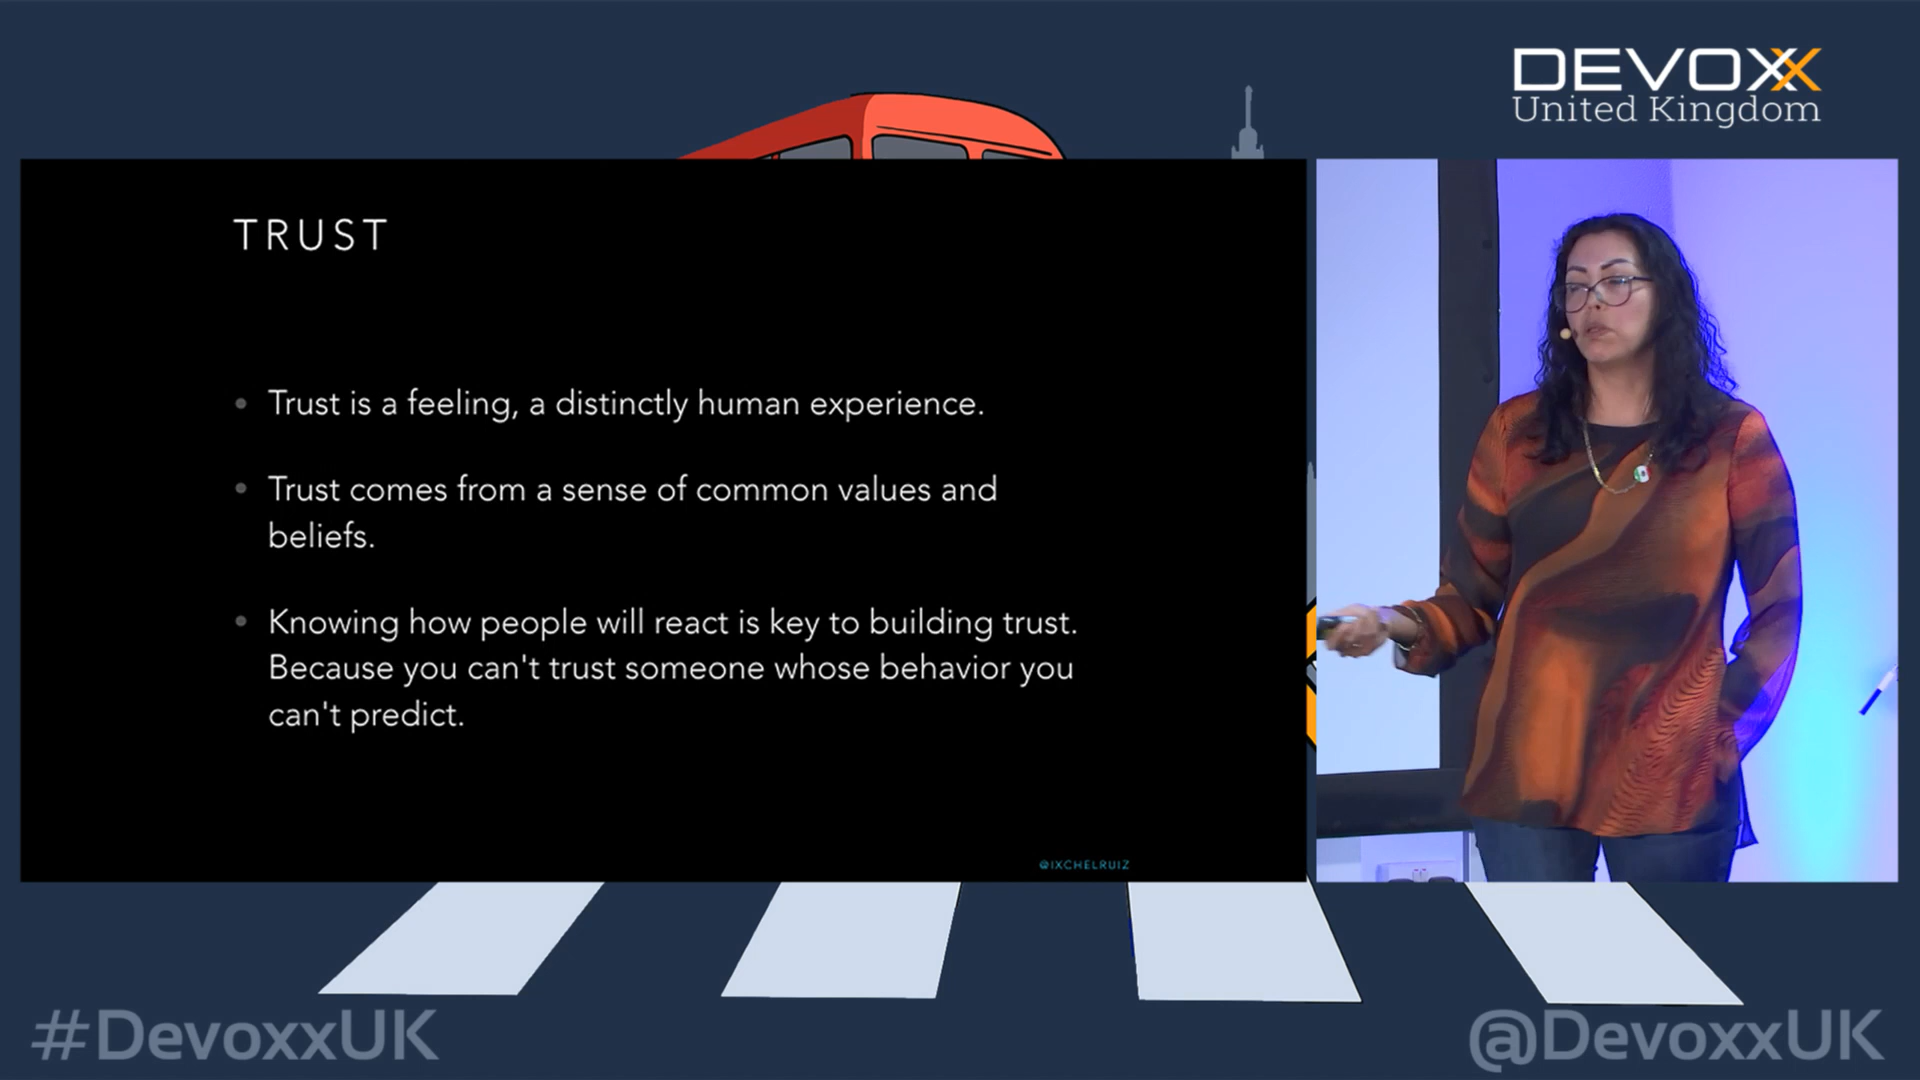 DEVOXX
United Kingdom
TRUST
Trust is a feeling, a distinctly human experience.
Trust comes from a sense of common values and
beliefs.
Knowing how people will react is key to building trust.
Because you can't trust someone whose behavior you
can't predict.
@IXCHELRUIZ
#DevoxxUK
@DevoxxUK